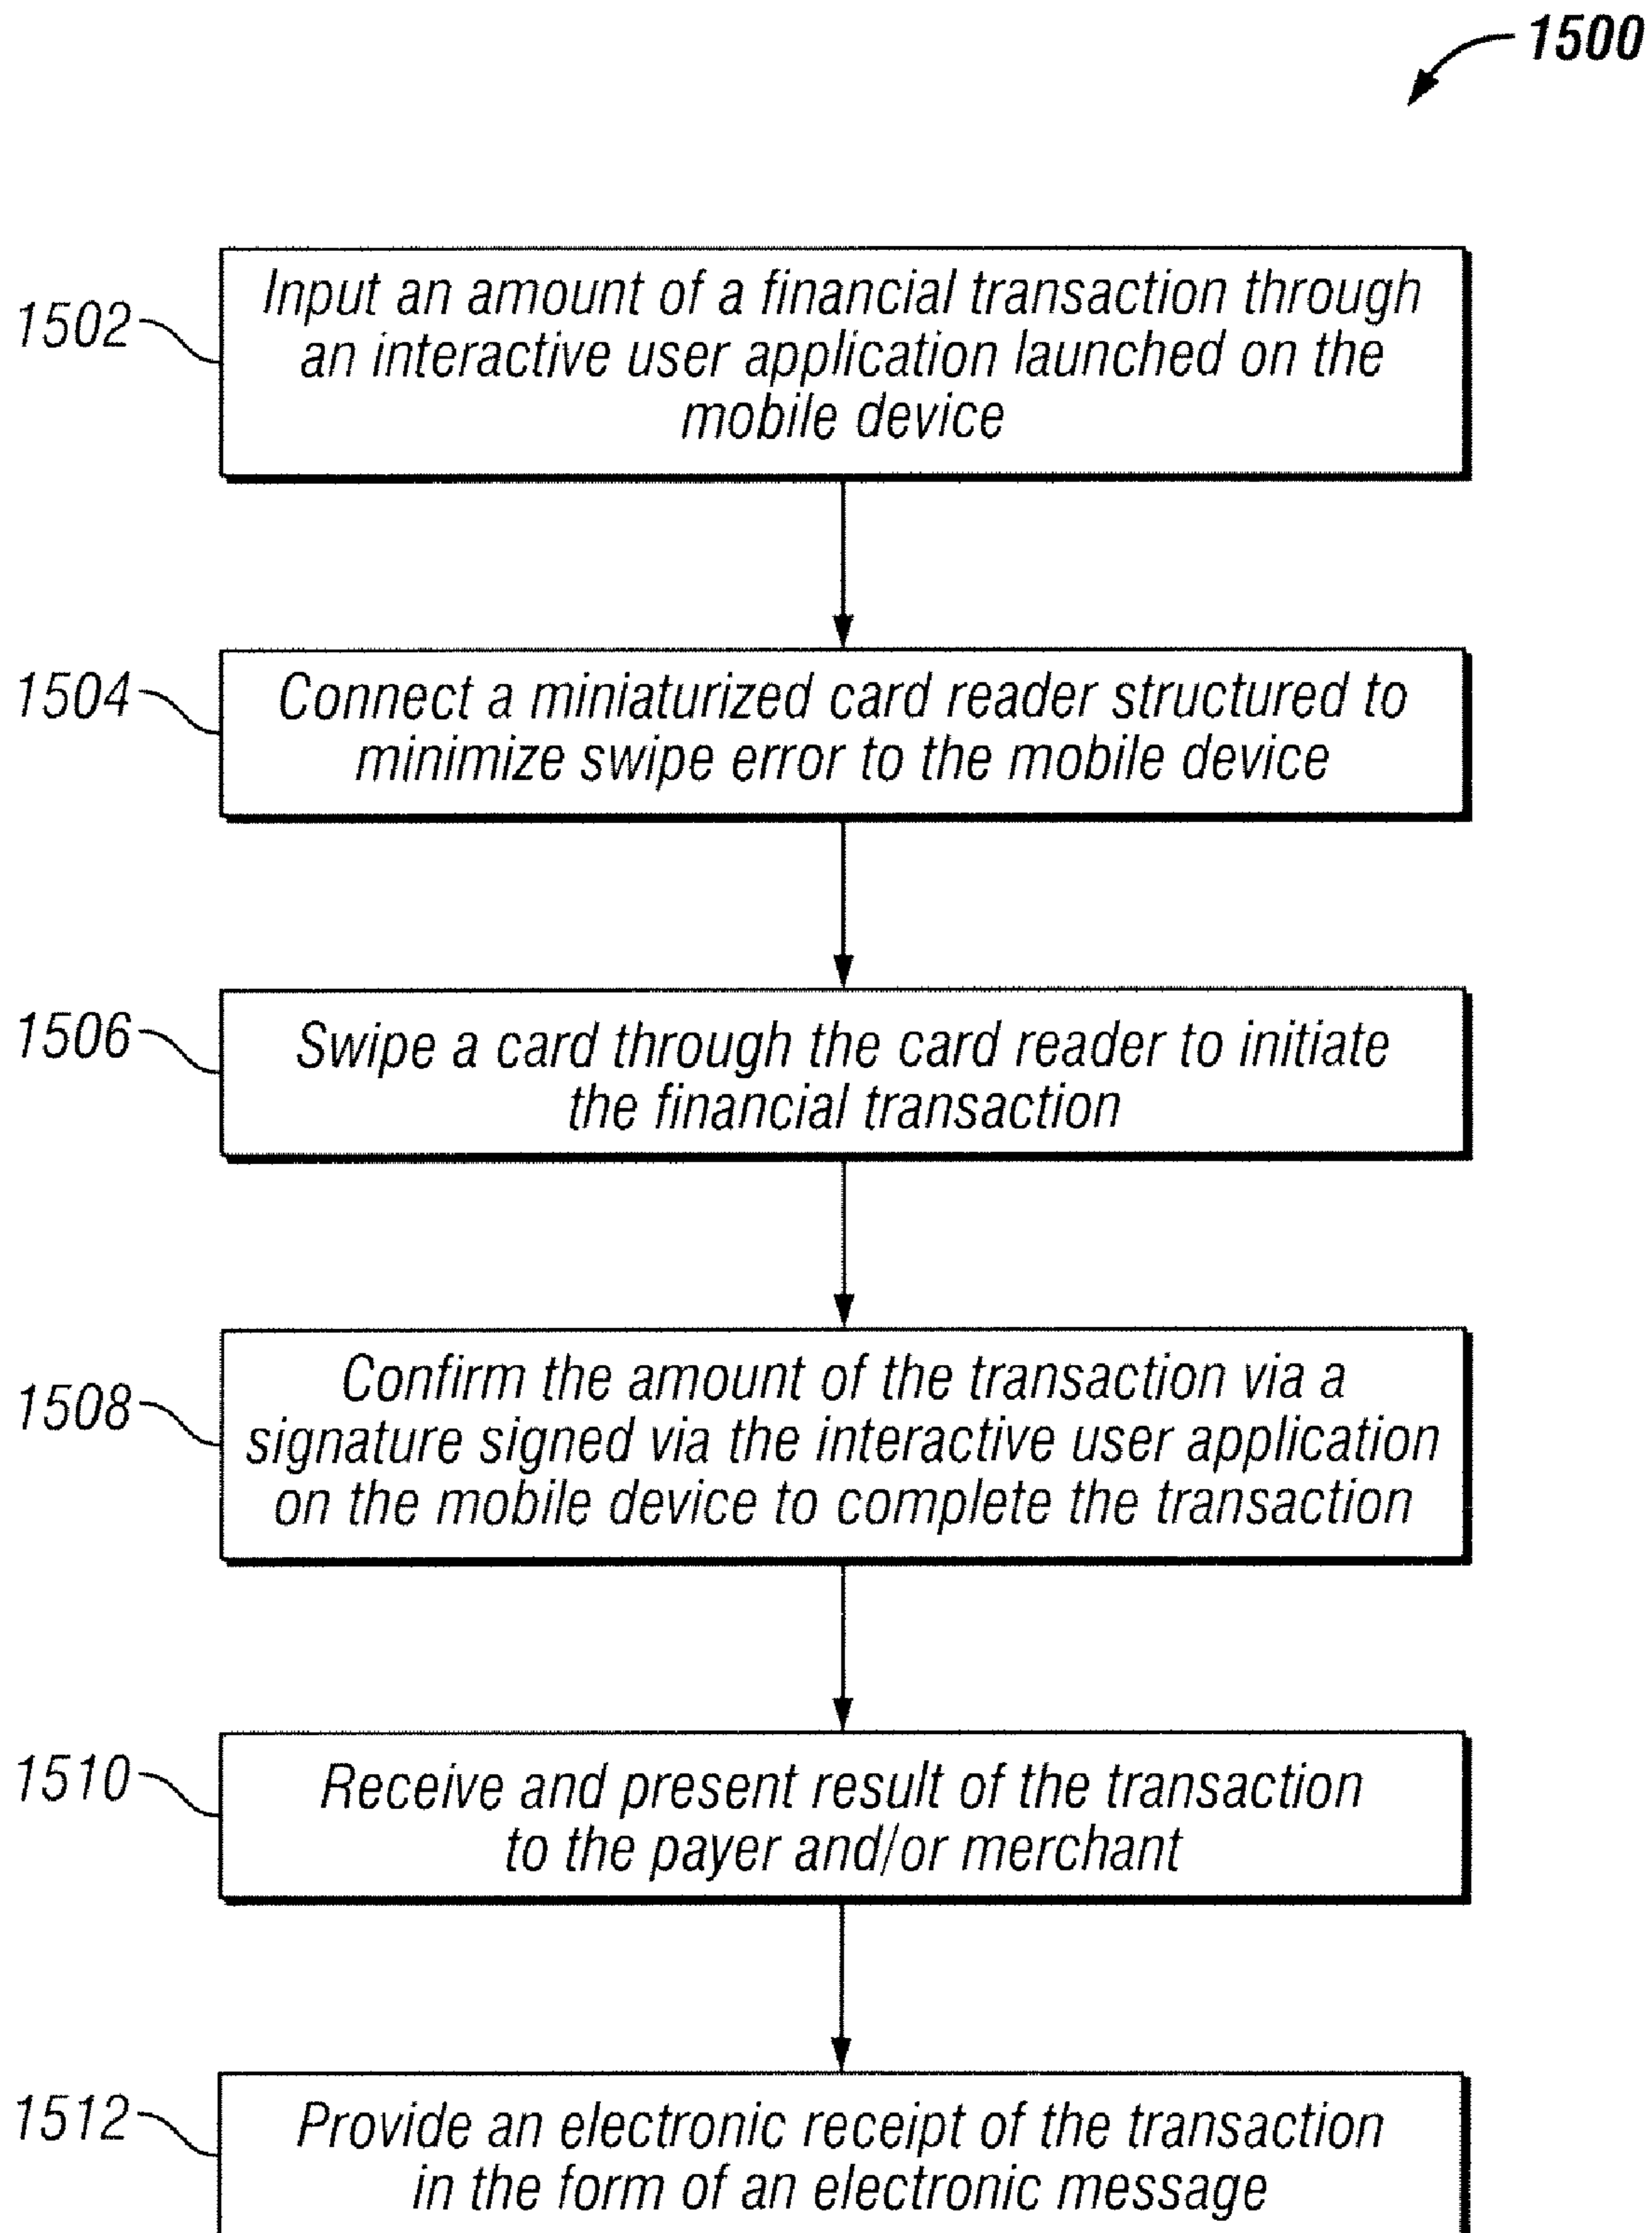 1500
1502
Input an amount of a financial transaction through
an interactive user application launched on the
mobile device
1504
Connect a miniaturized card reader structured to
minimize swipe error to the mobile device
1506
Swipe a card through the card reader to initiate
the financial transaction
1508
Confirm the amount of the transaction via a
signature signed via the interactive user application
on the mobile device to complete the transaction
1510
Receive and present result of the transaction
to the payer and/or merchant
1512
Provide an electronic receipt of the transaction
in the form of an electronic message